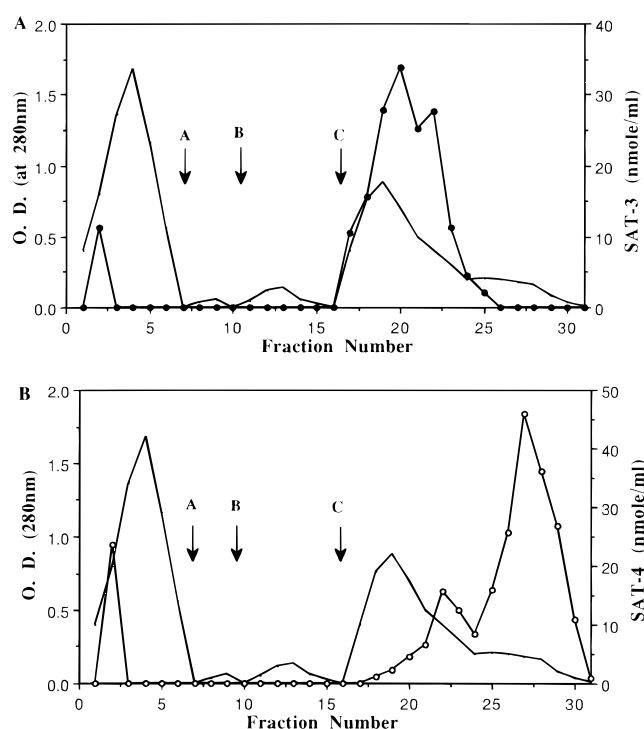 A
2.0
1.5
1.0
0.5
0.0
O. D. (at 280nm)
A
B
C
40
30
20
10
0
SAT-3 (nmole/ml)
0 5 10 15 20 25 30
Fraction Number
B
2.0
1.5
1.0
0.5
0.0
O. D. (280nm)
A
B
C
50
40
30
20
10
0
SAT-4 (nmole/ml)
0 5 10 15 20 25 30
Fraction Number